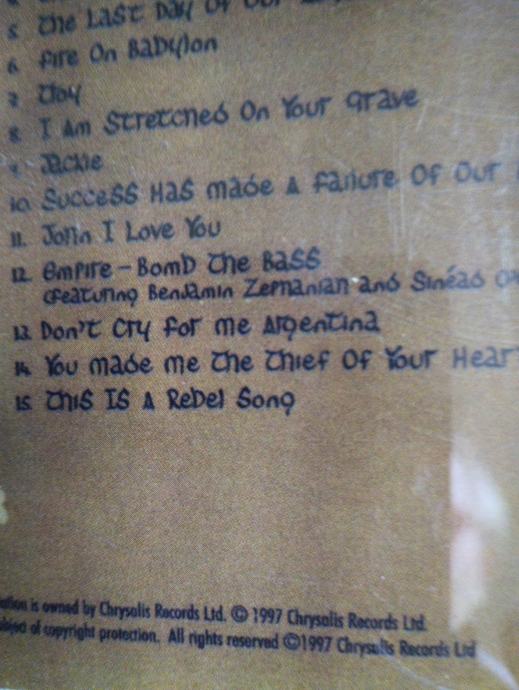 5. The Last Day Of Our
6. Fire On Babylon
7. Troy
8. I Am Stretched On Your Grave
9. Jackie
10. Success Has made A Failure Of Our
11. John I Love You
12. Empire – Bomb The Bass
(Featuring Benjamin Zephaniah and Sinéad O'
13. Don't Cry For me Argentina
14. You made me The Thief Of Your Heart
15. This IS A Rebel Song
is owned by Chrysalis Records Ltd. © 1997 Chrysalis Records Ltd.
of copyright protection. All rights reserved ©1997 Chrysalis Records Ltd